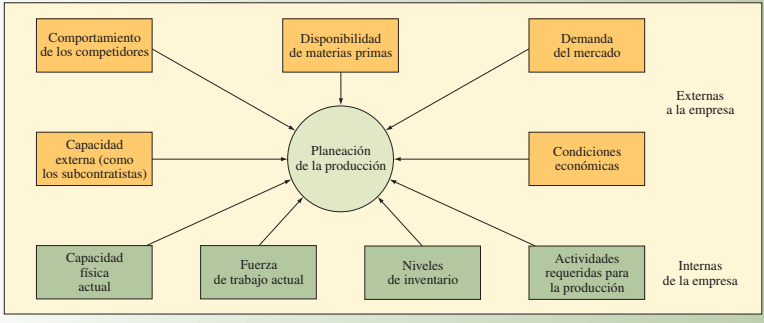 Comportamiento
de los competidores
Disponibilidad
de materias primas
Demanda
del mercado
Externas
a la empresa
Capacidad
externa (como
los subcontratistas)
Planeación
de la producción
Condiciones
económicas
Capacidad
física
actual
Fuerza
de trabajo actual
Niveles
de inventario
Actividades
requeridas para
la producción
Internas
de la empresa